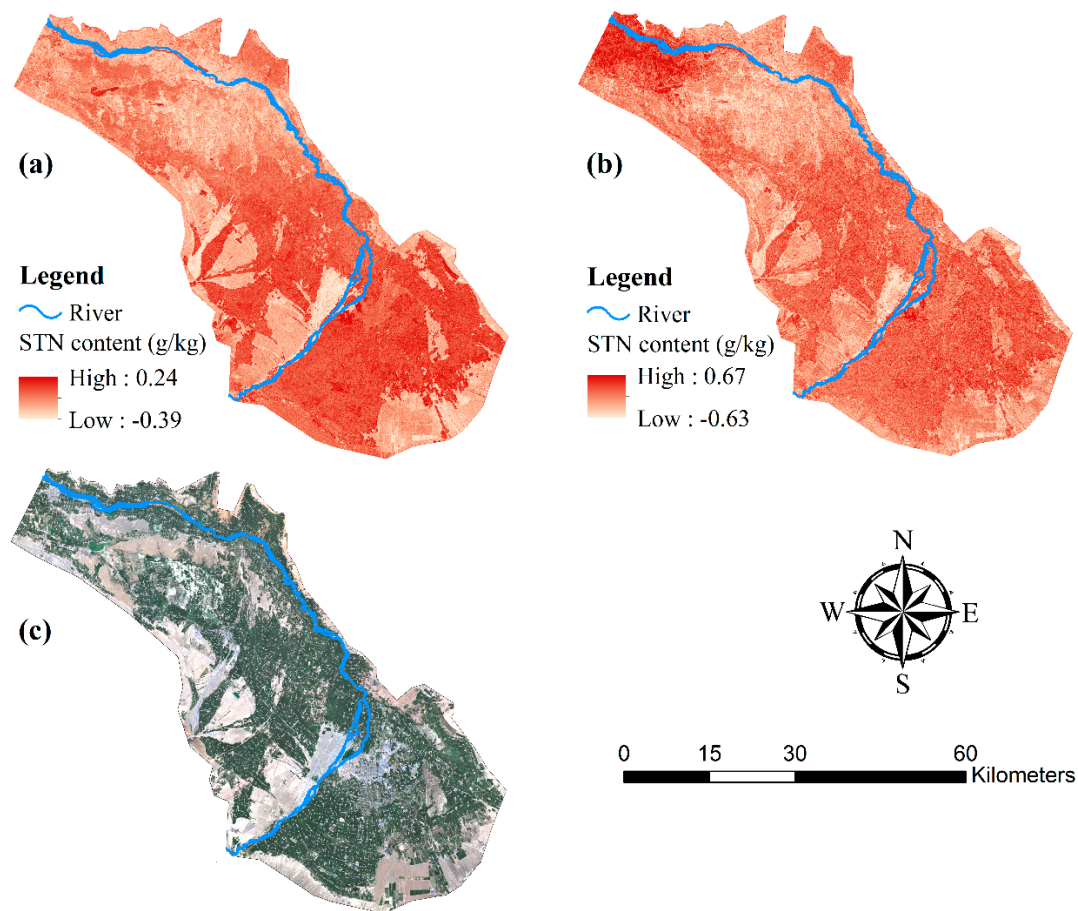 (a)
Legend
River
STN content (g/kg)
High : 0.24
Low : -0.39
(b)
Legend
River
STN content (g/kg)
High : 0.67
Low : -0.63
(c)
N
W
E
S
0 15 30 60
Kilometers